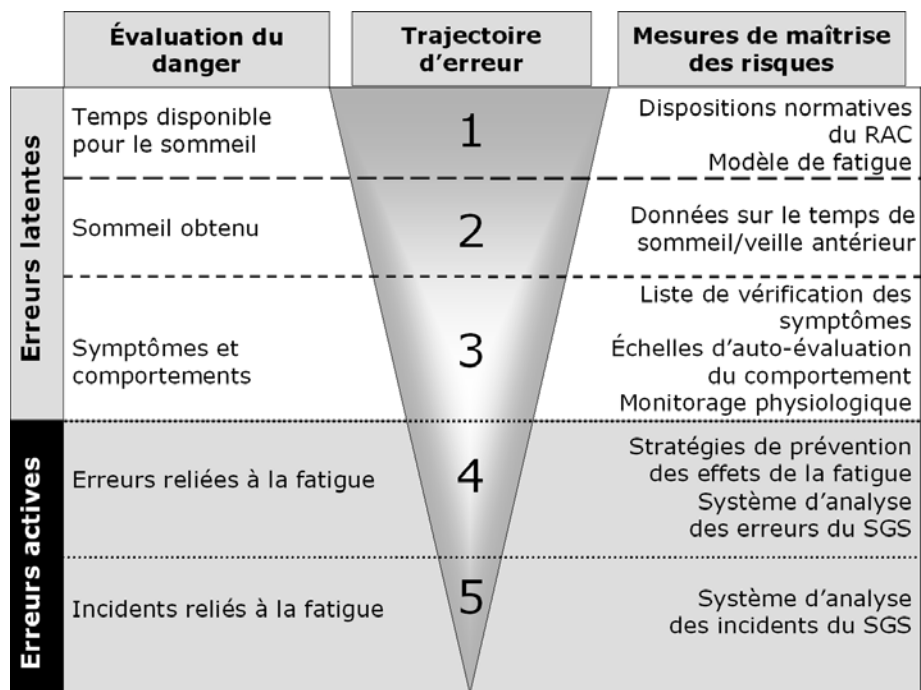 Évaluation du
danger
Trajectoire
d'erreur
Mesures de maîtrise
des risques
Erreurs latentes
Temps disponible
pour le sommeil
1
Dispositions normatives
du RAC
Modèle de fatigue
Sommeil obtenu
2
Données sur le temps de
sommeil/veille antérieur
Symptômes et
comportements
3
Liste de vérification des
symptômes
Échelles d'auto-évaluation
du comportement
Monitorage physiologique
Erreurs actives
Erreurs reliées à la fatigue
4
Stratégies de prévention
des effets de la fatigue
Système d'analyse
des erreurs du SGS
Incidents reliés à la fatigue
5
Système d'analyse
des incidents du SGS